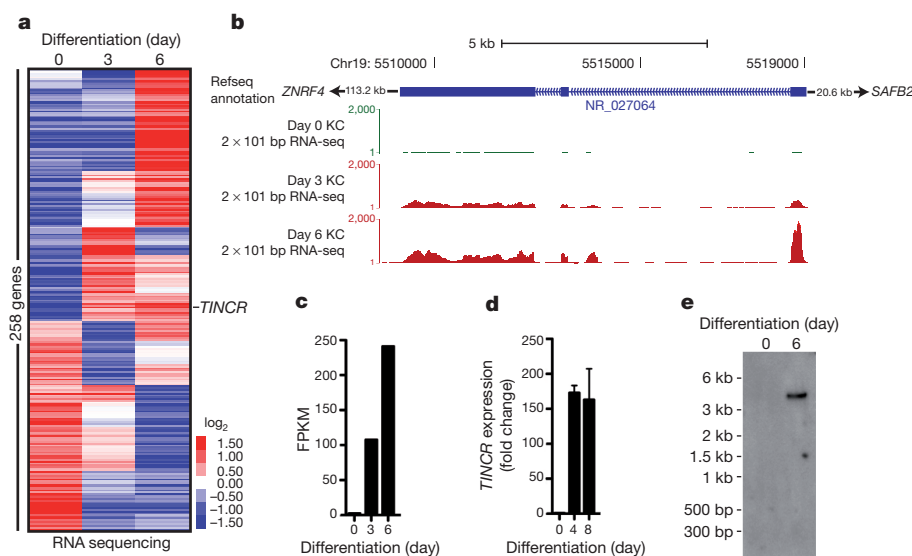 a
Differentiation (day)
0 3 6
258 genes
TINCR
log2
1.50
1.00
0.50
0.00
−0.50
−1.00
−1.50
RNA sequencing
b
5 kb
Chr19: 5510000 5515000 5519000
Refseq annotation
ZNRF4 113.2 kb 20.6 kb SAFB2
NR_027064
2,000
Day 0 KC
2 × 101 bp RNA-seq
1
2,000
Day 3 KC
2 × 101 bp RNA-seq
1
2,000
Day 6 KC
2 × 101 bp RNA-seq
1
c
250
200
150
100
50
0
FPKM
0 3 6
Differentiation (day)
d
250
200
150
100
50
0
TINCR expression
(fold change)
0 4 8
Differentiation (day)
e
Differentiation (day)
0 6
6 kb
3 kb
2 kb
1.5 kb
1 kb
500 bp
300 bp